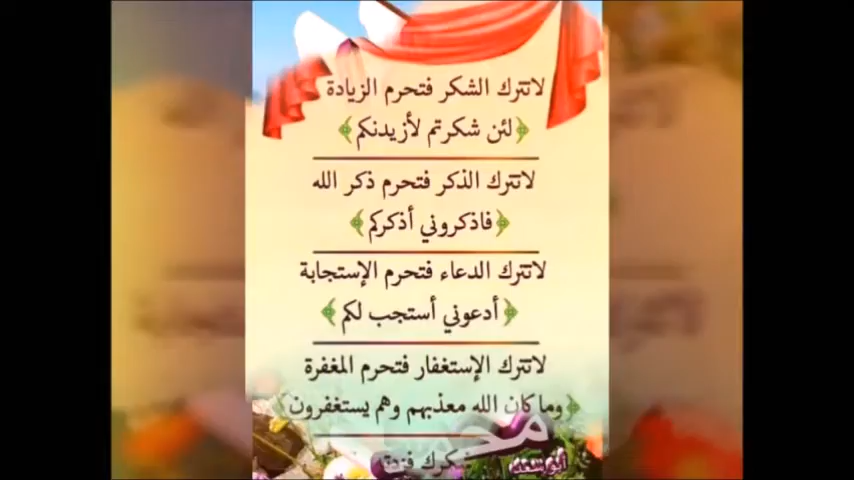 لاتترك الشكر فتحرم الزيادة
﴿لئن شكرتم لأزيدنكم﴾
لاتترك الذكر فتحرم ذكر الله
﴿فاذكروني أذكركم﴾
لاتترك الدعاء فتحرم الإستجابة
﴿أدعوني أستجب لكم﴾
لاتترك الإستغفار فتحرم المغفرة
﴿وما كان الله معذبهم وهم يستغفرون﴾